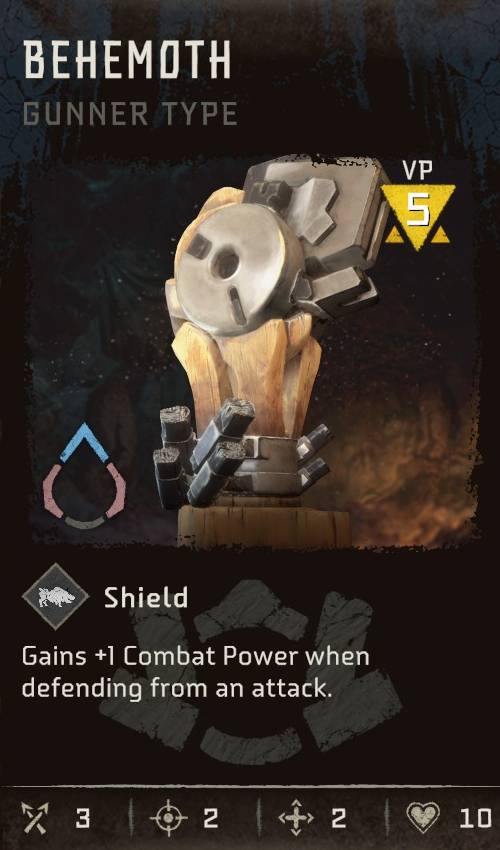 BEHEMOTH
GUNNER TYPE
VP
5
Shield
Gains +1 Combat Power when
defending from an attack.
3 2 2 10